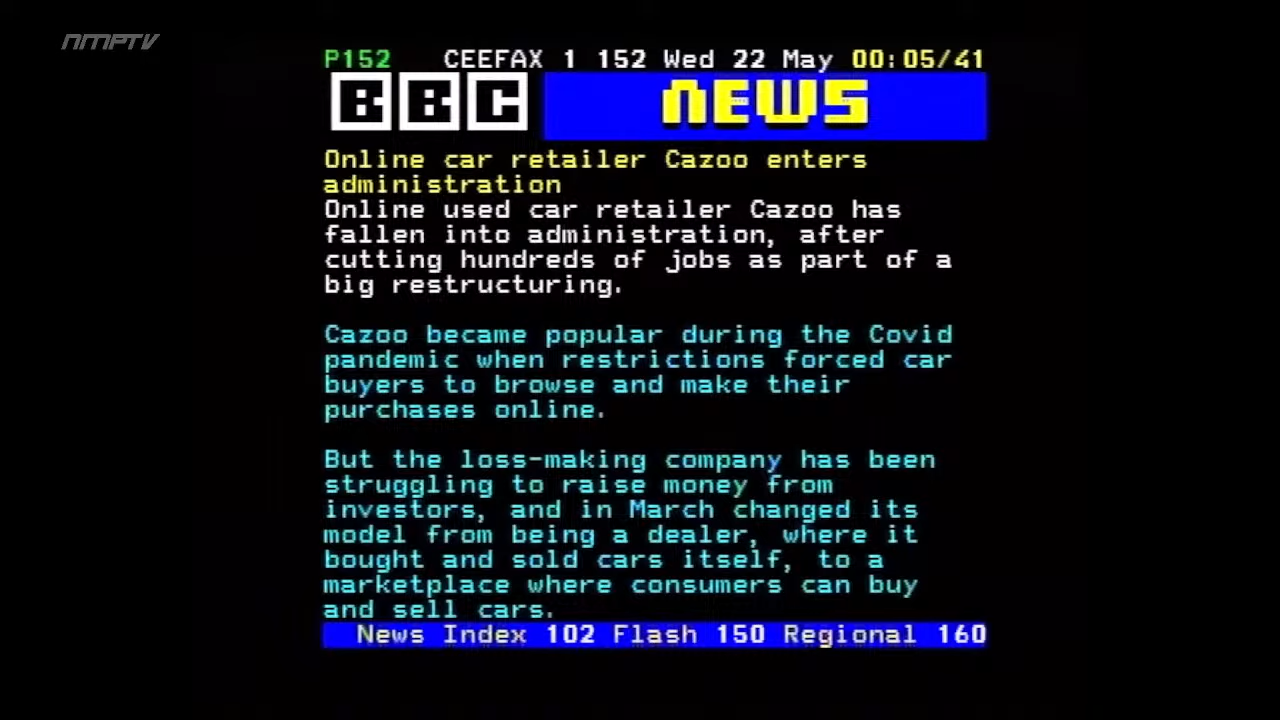 NMPTV
P152 CEEFAX 1 152 Wed 22 May 00:05/41
BBC NEWS
Online car retailer Cazoo enters
administration
Online used car retailer Cazoo has
fallen into administration, after
cutting hundreds of jobs as part of a
big restructuring.
Cazoo became popular during the Covid
pandemic when restrictions forced car
buyers to browse and make their
purchases online.
But the loss-making company has been
struggling to raise money from
investors, and in March changed its
model from being a dealer, where it
bought and sold cars itself, to a
marketplace where consumers can buy
and sell cars.
News Index 102 Flash 150 Regional 160